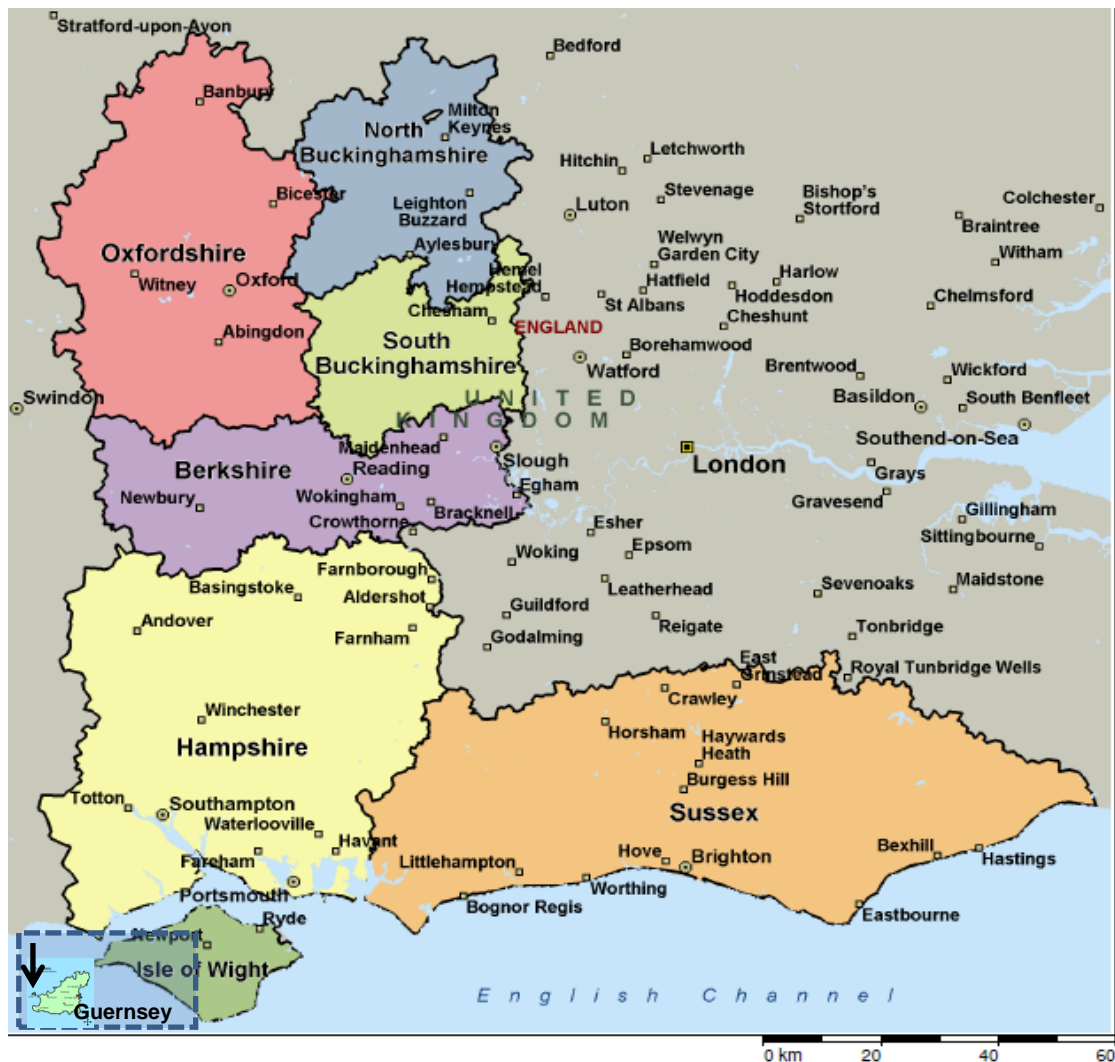 Stratford-upon-Avon
Bedford
Banbury
Milton
Keynes
North
Buckinghamshire
Hitchin
Letchworth
Stevenage
Bishop's
Stortford
Colchester
Bicester
Leighton
Buzzard
Luton
Braintree
Oxfordshire
Aylesbury
Welwyn
Garden City
Witham
Witney
Oxford
Hemel
Hempstead
Hatfield
Harlow
Hoddesdon
St Albans
Chelmsford
Chesham
Cheshunt
Abingdon
ENGLAND
South
Buckinghamshire
Borehamwood
Watford
Brentwood
Wickford
Swindon
UNITED
KINGDOM
Basildon
South Benfleet
Southend-on-Sea
Maidenhead
Berkshire
Reading
Slough
London
Grays
Newbury
Wokingham
Egham
Gravesend
Bracknell
Gillingham
Crowthorne
Esher
Sittingbourne
Woking
Epsom
Farnborough
Basingstoke
Leatherhead
Sevenoaks
Maidstone
Aldershot
Guildford
Andover
Reigate
Tonbridge
Farnham
Godalming
East
Grinstead
Royal Tunbridge Wells
Crawley
Winchester
Horsham
Haywards
Heath
Hampshire
Burgess Hill
Totton
Southampton
Sussex
Waterlooville
Havant
Fareham
Littlehampton
Hove
Brighton
Bexhill
Hastings
Portsmouth
Worthing
Bognor Regis
Eastbourne
Ryde
Newport
Isle of Wight
English Channel
Guernsey
0 km 20 40 60